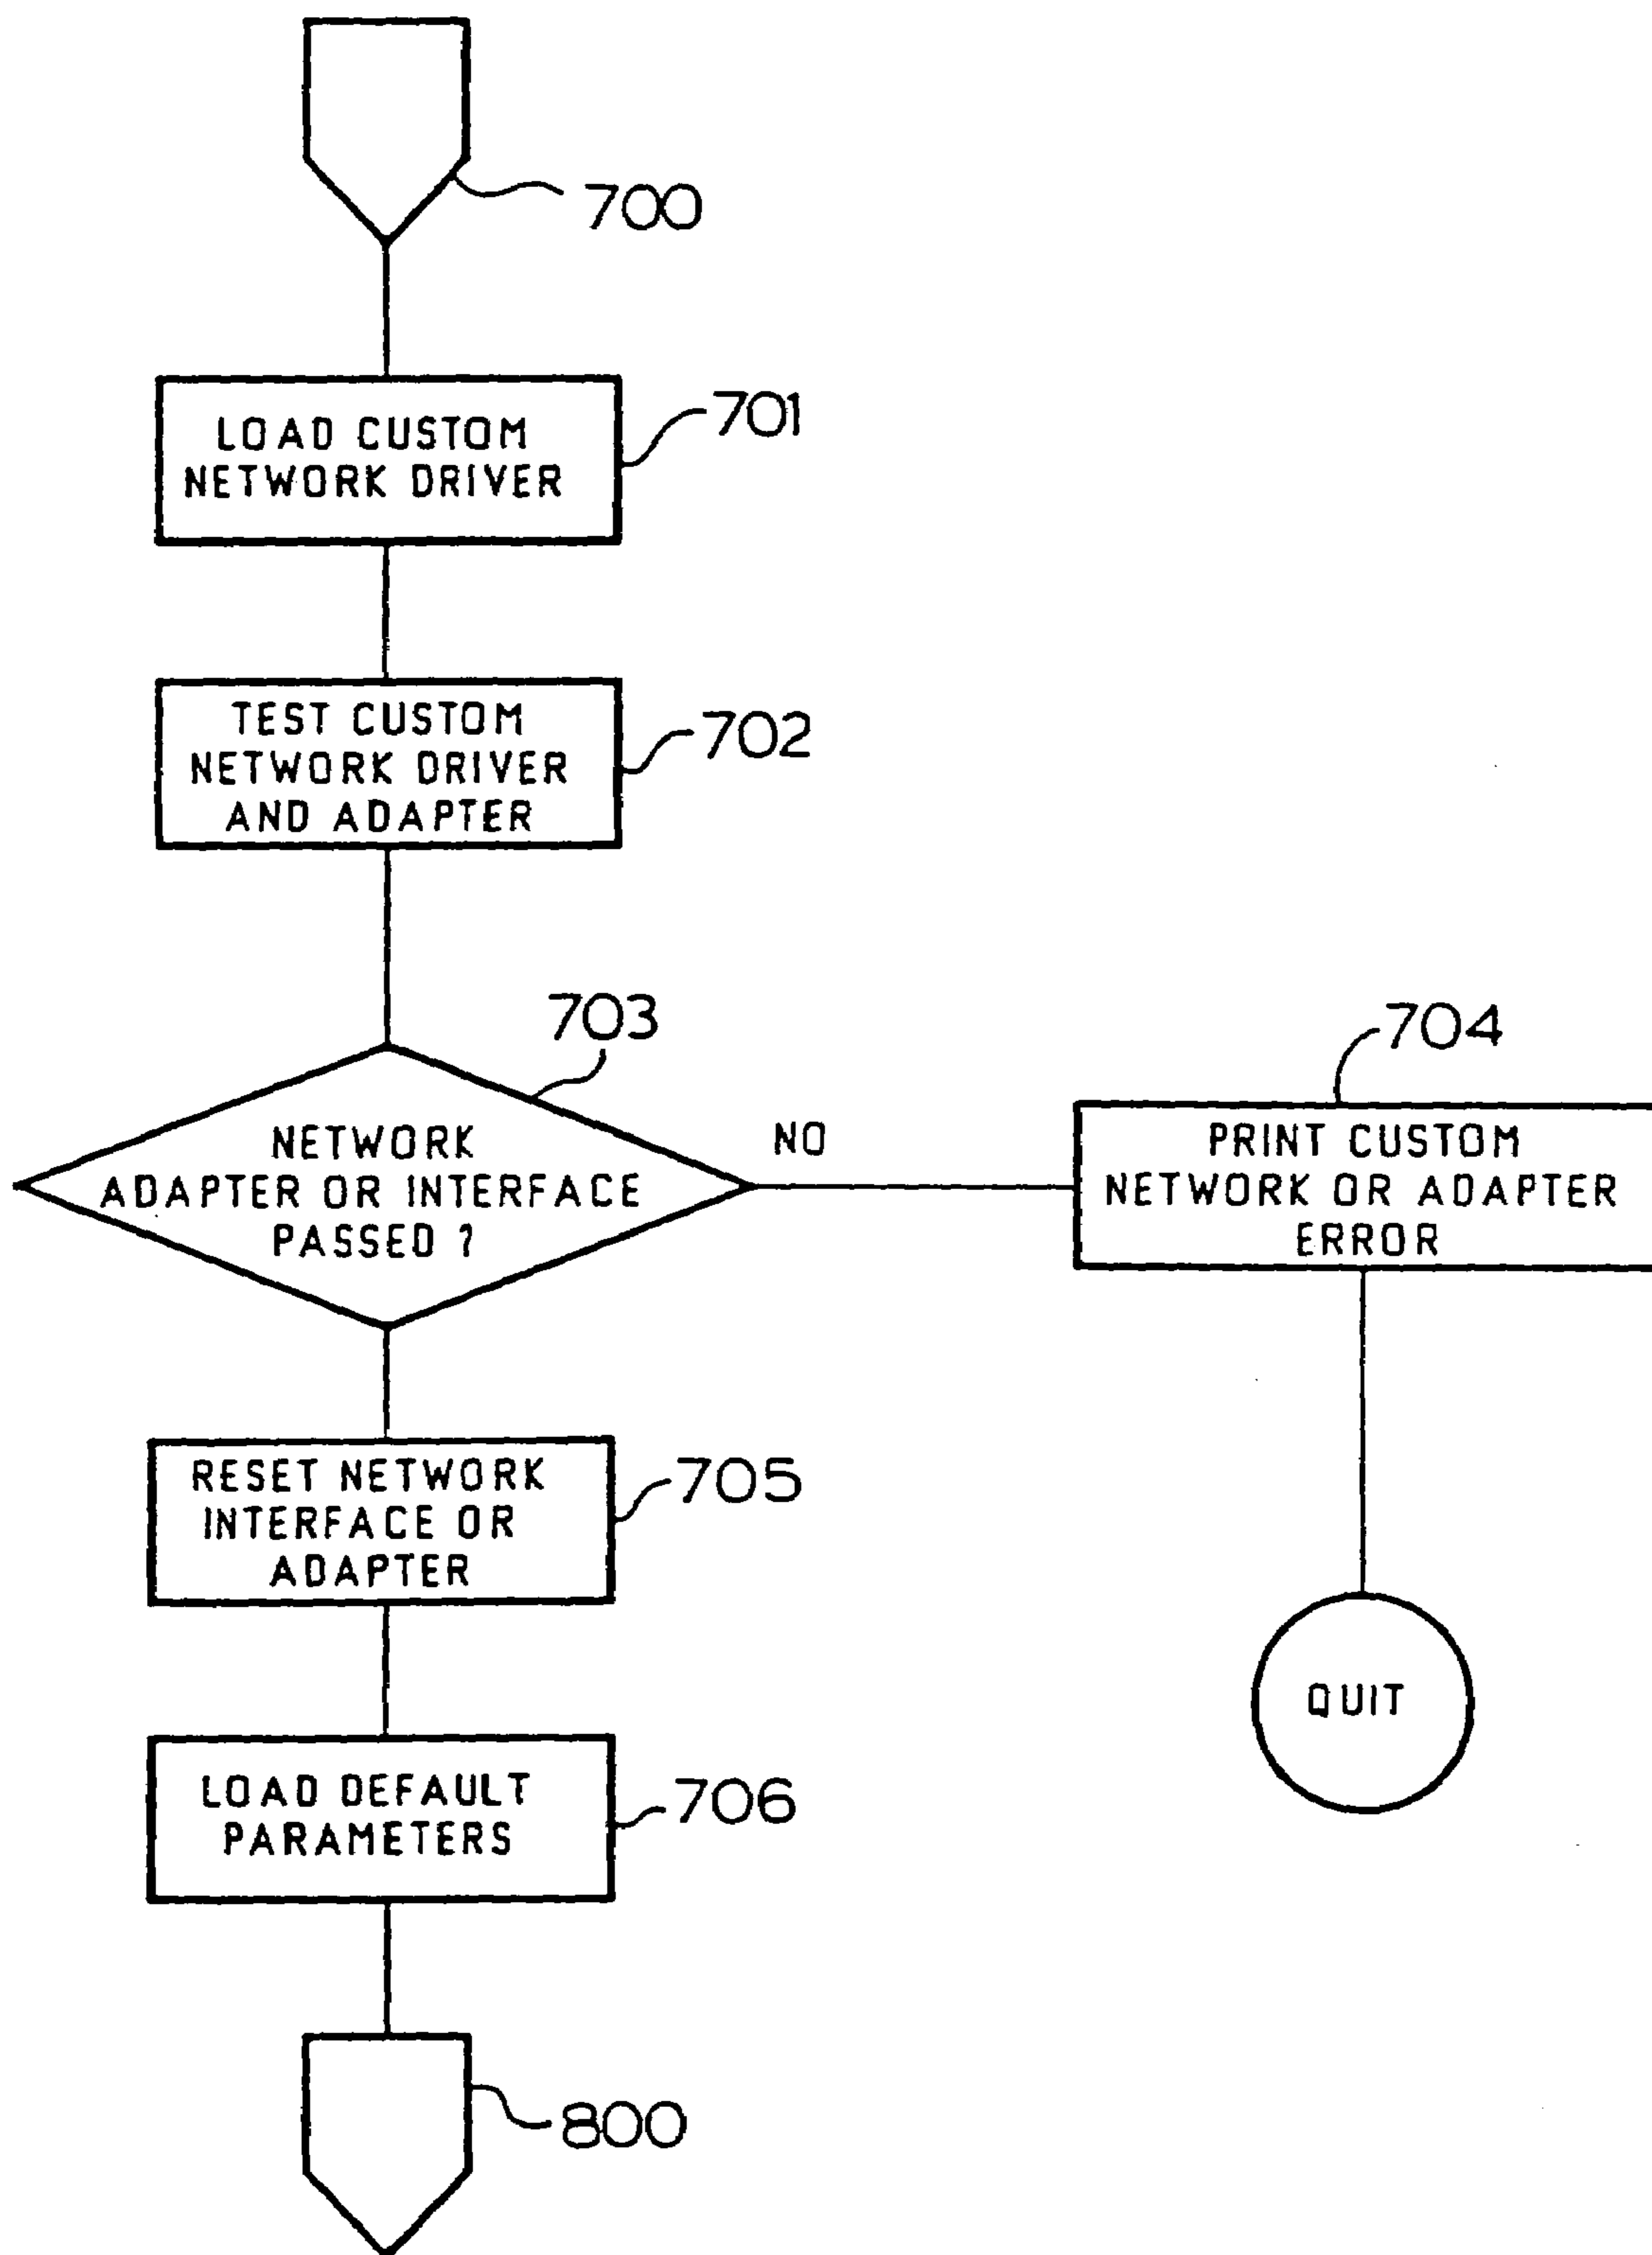 700
LOAD CUSTOM
NETWORK DRIVER
701
TEST CUSTOM
NETWORK DRIVER
AND ADAPTER
702
703
NETWORK
ADAPTER OR INTERFACE
PASSED ?
NO
704
PRINT CUSTOM
NETWORK OR ADAPTER
ERROR
RESET NETWORK
INTERFACE OR
ADAPTER
705
QUIT
LOAD DEFAULT
PARAMETERS
706
800